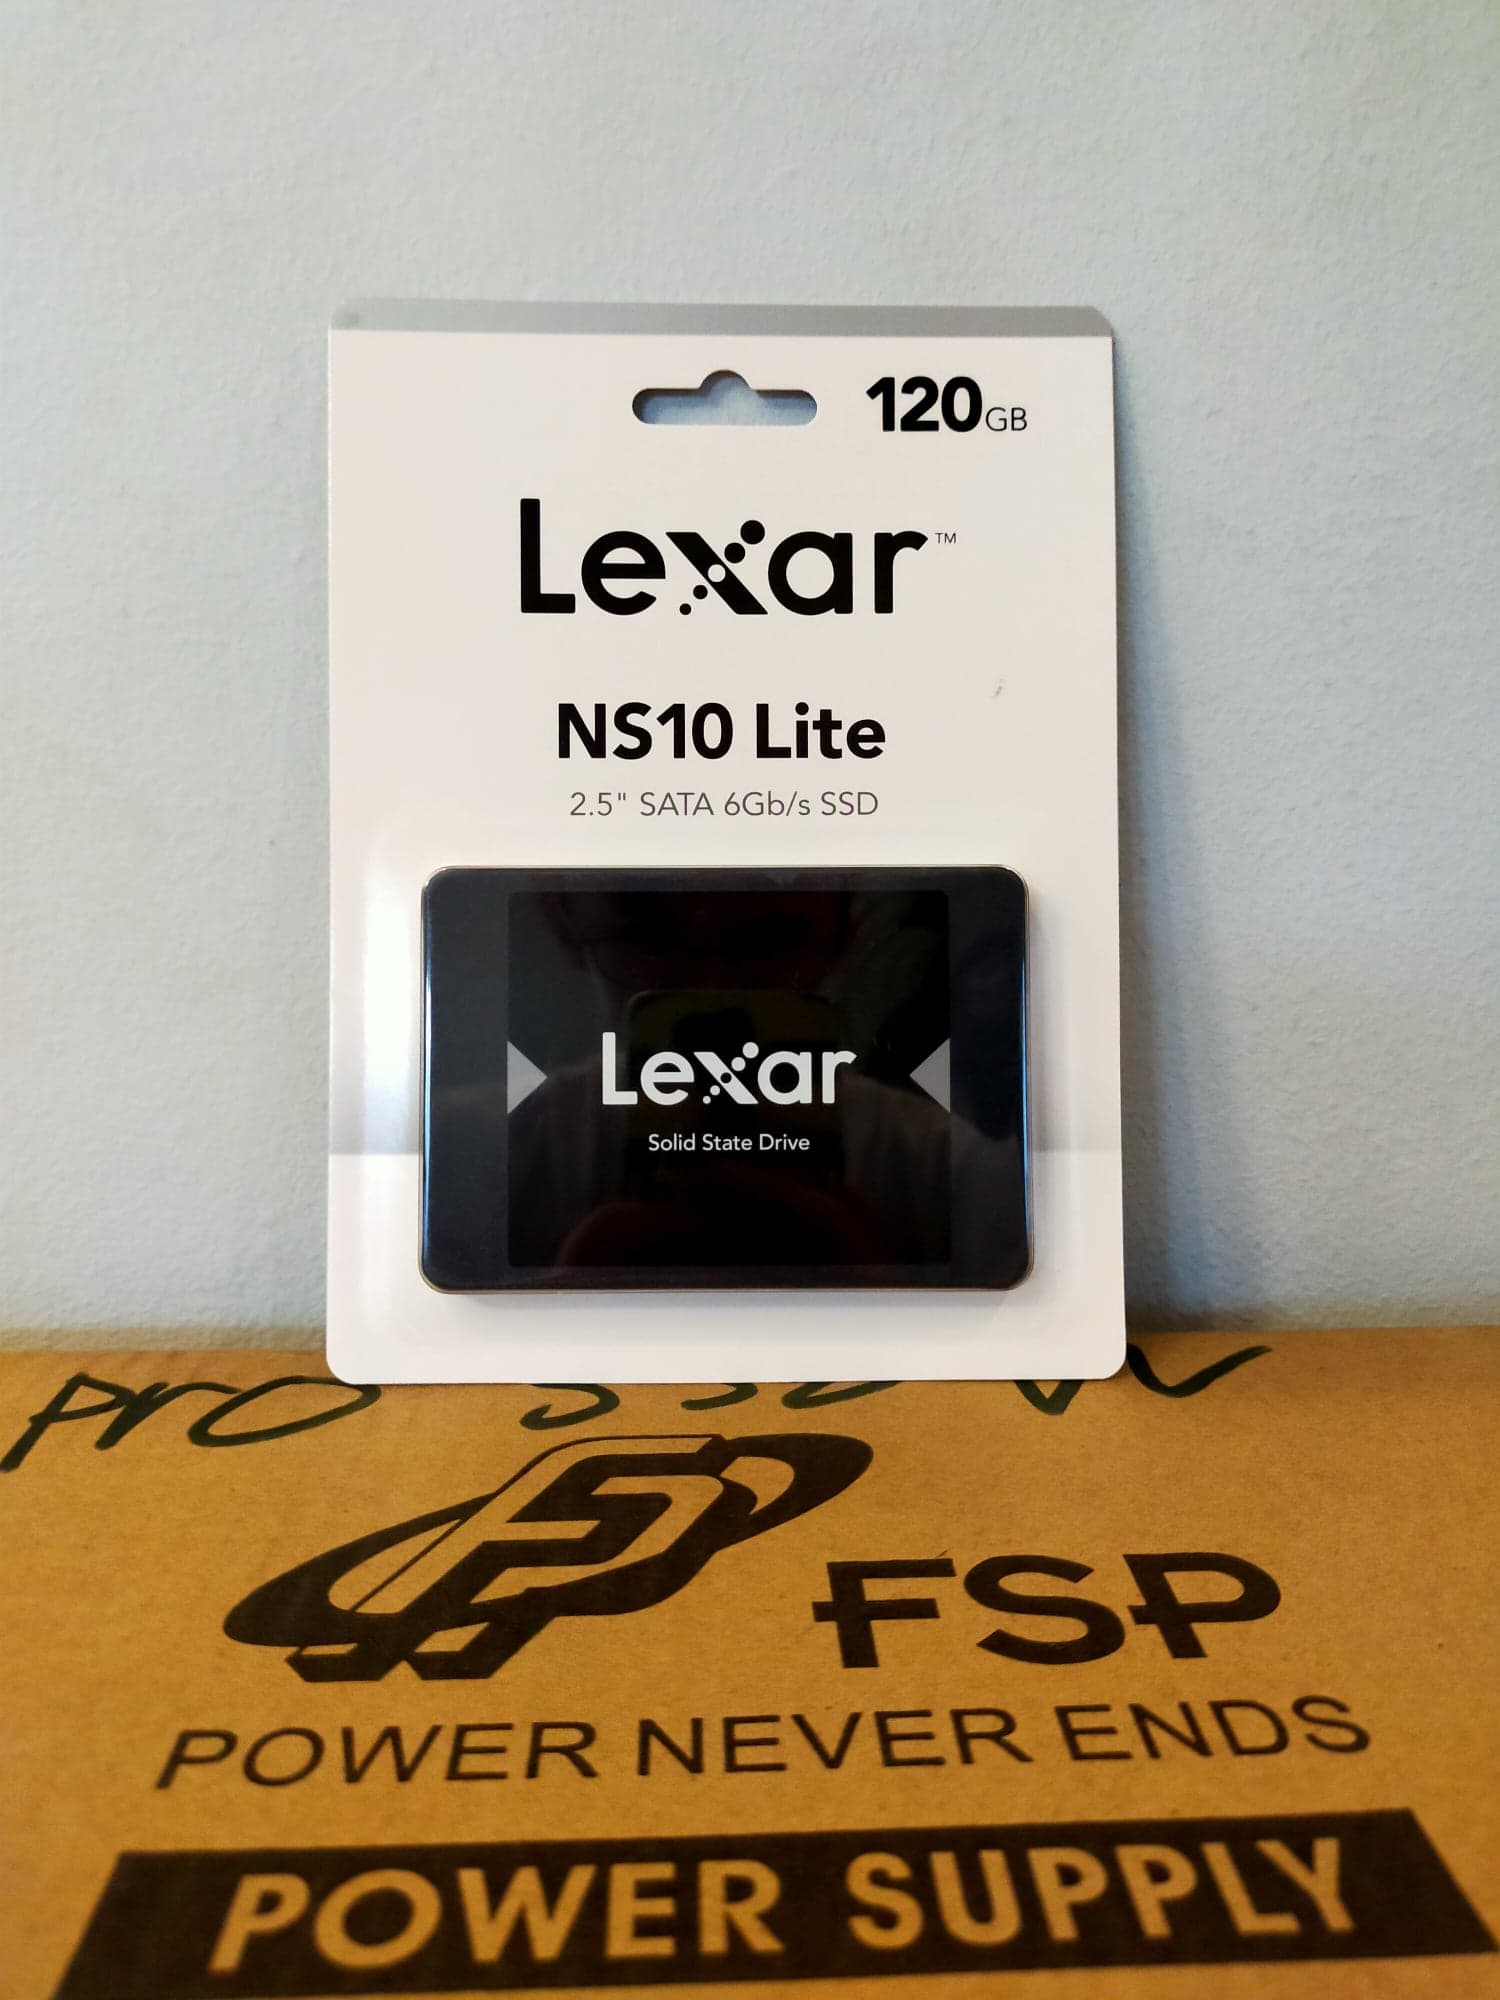 120GB
Lexar™
NS10 Lite
2.5" SATA 6Gb/s SSD
Lexar
Solid State Drive
pro
FSP
POWER NEVER ENDS
POWER SUPPLY